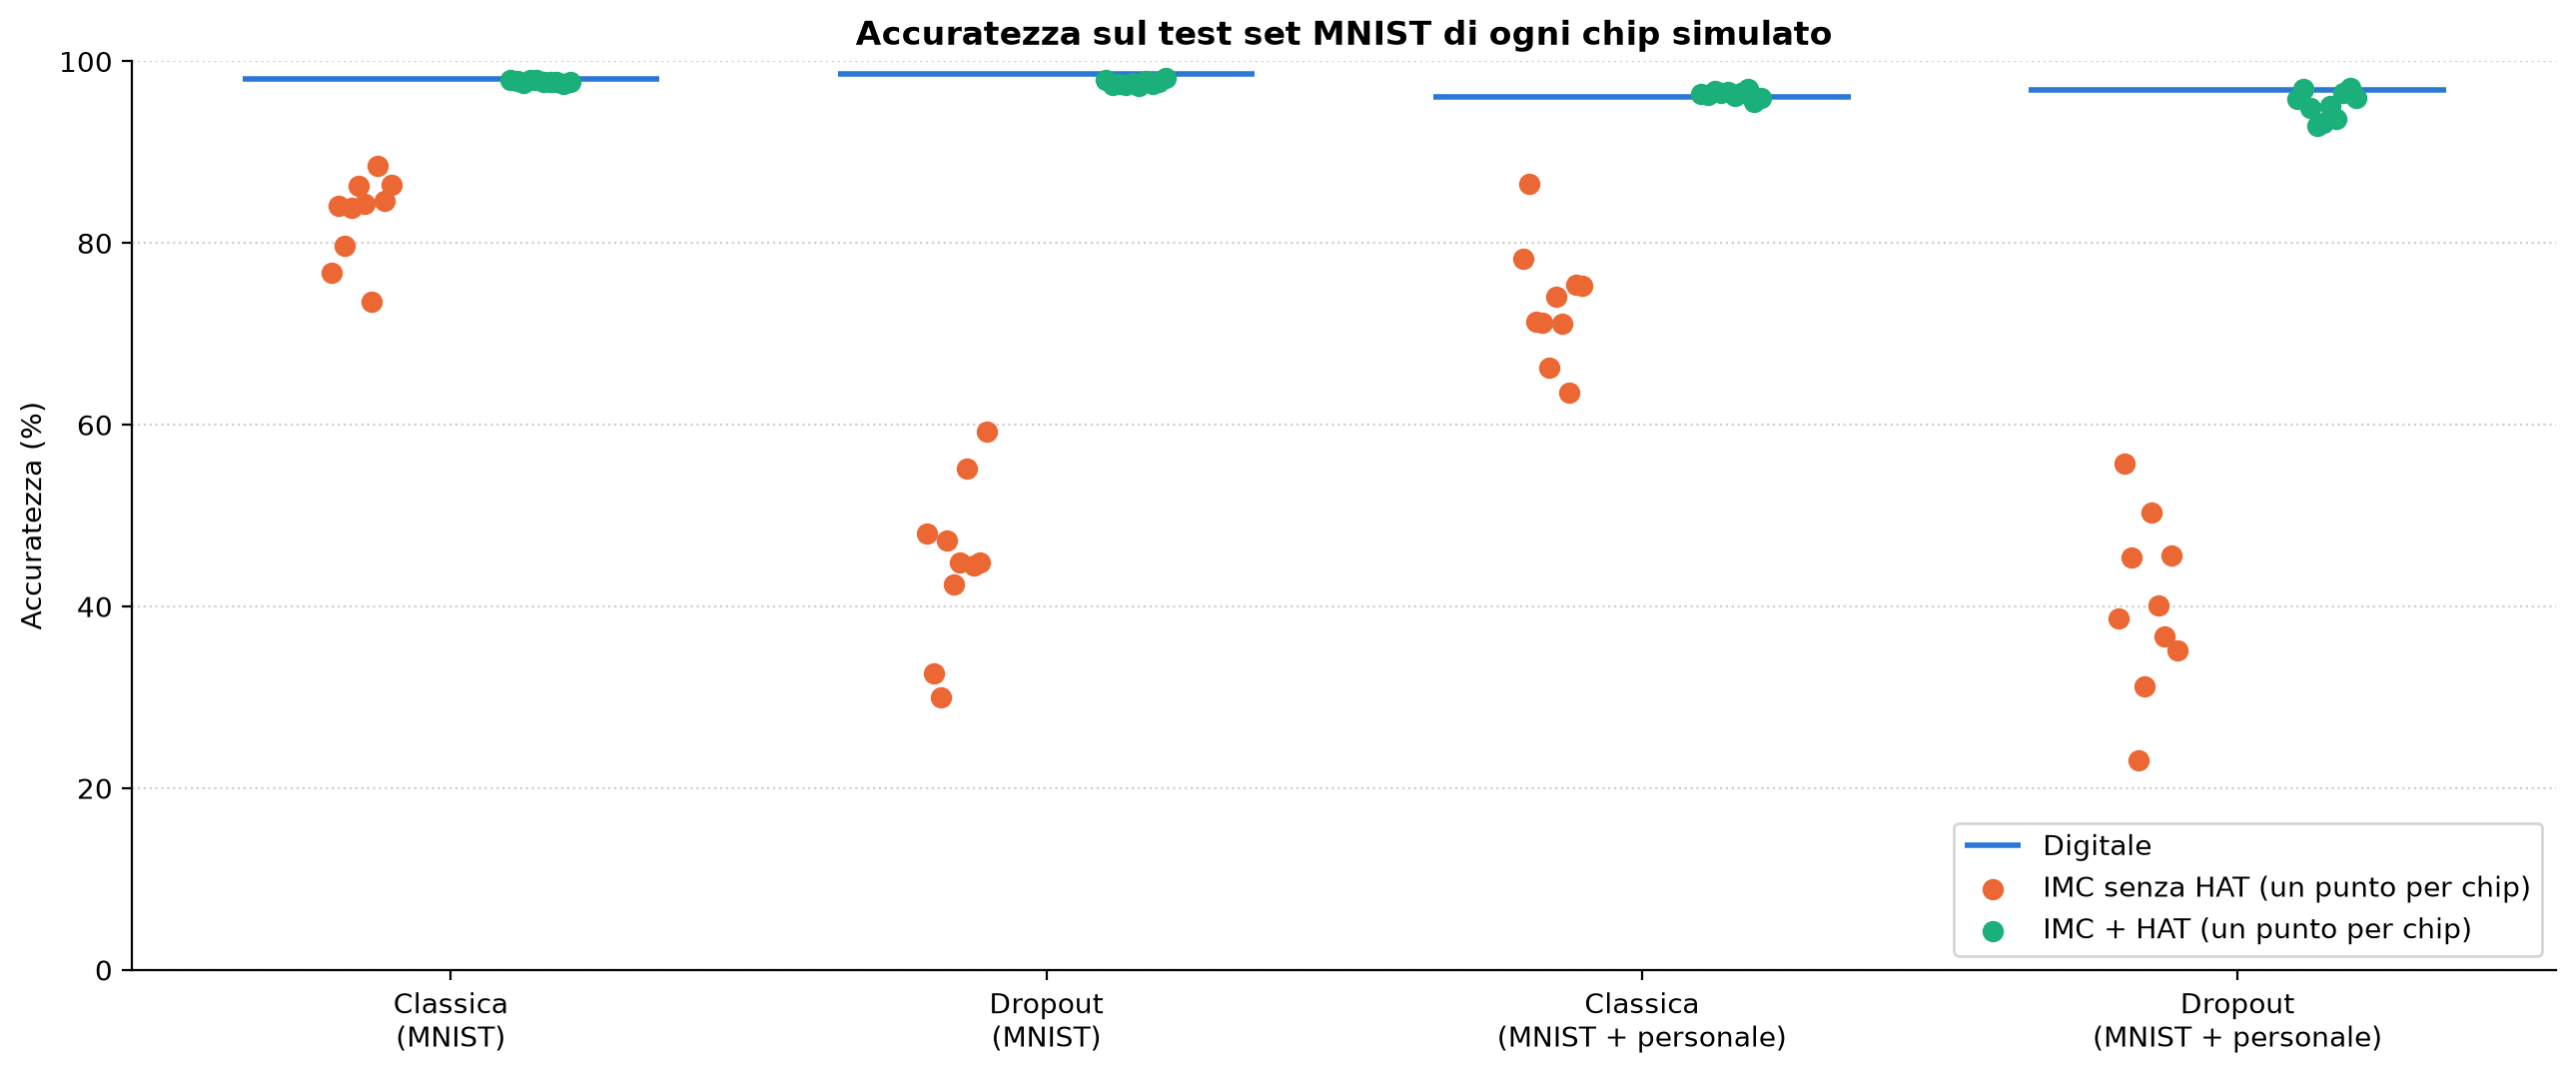 Accuratezza sul test set MNIST di ogni chip simulato
Accuratezza (%)
100
80
60
40
20
0
Digitale
IMC senza HAT (un punto per chip)
IMC + HAT (un punto per chip)
Classica
(MNIST)
Dropout
(MNIST)
Classica
(MNIST + personale)
Dropout
(MNIST + personale)